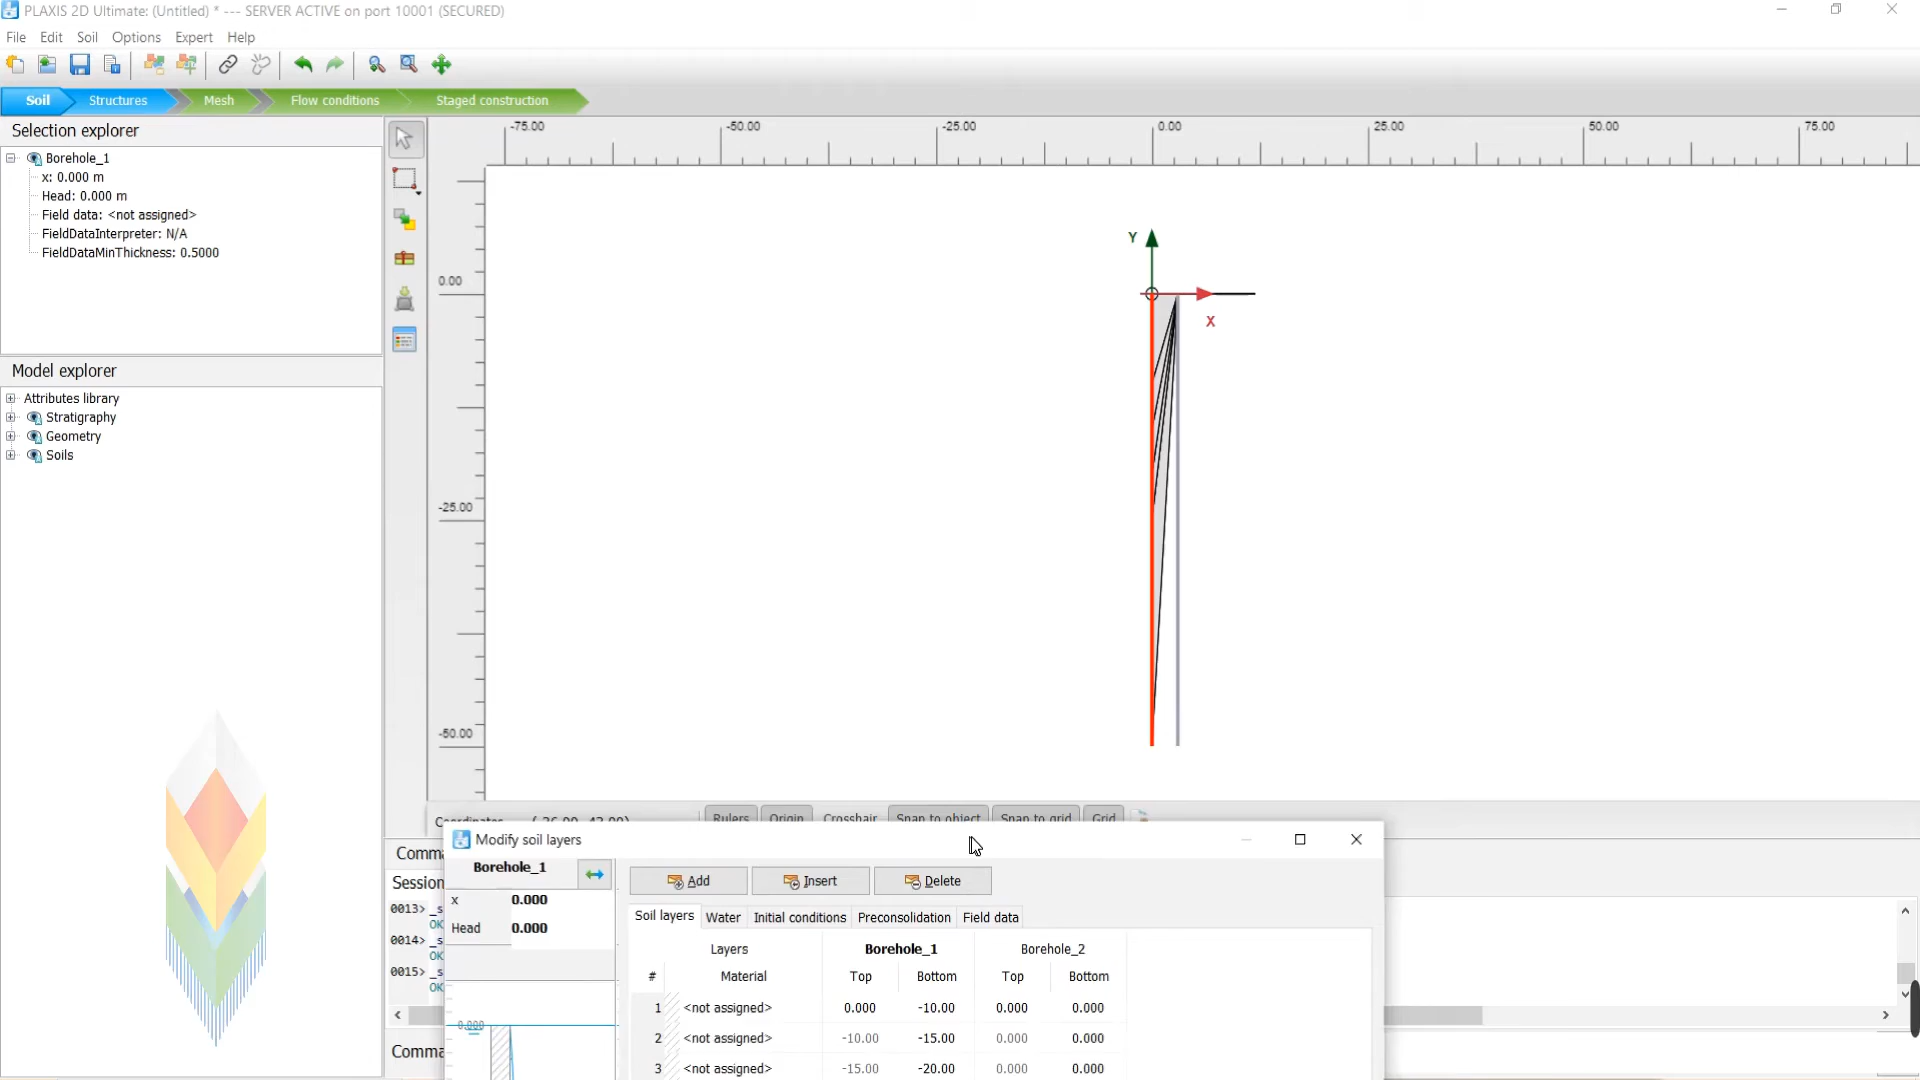 PLAXIS 2D Ultimate: (Untitled) * --- SERVER ACTIVE on port 10001 (SECURED)
File Edit Soil Options Expert Help
Soil Structures Mesh Flow conditions Staged construction
Selection explorer
Borehole_1
x: 0.000 m
Head: 0.000 m
Field data: <not assigned>
FieldDataInterpreter: N/A
FieldDataMinThickness: 0.5000
Model explorer
Attributes library
Stratigraphy
Geometry
Soils
-75.00 -50.00 -25.00 0.00 25.00 50.00 75.00
Y
0.00
X
-25.00
-50.00
Rulers Origin Crosshair Snap to object Snap to grid Grid
Modify soil layers
Borehole_1
x 0.000
Head 0.000
0.000
Add Insert Delete
Soil layers Water Initial conditions Preconsolidation Field data
Layers Borehole_1 Borehole_2
# Material Top Bottom Top Bottom
1 <not assigned> 0.000 -10.00 0.000 0.000
2 <not assigned> -10.00 -15.00 0.000 0.000
3 <not assigned> -15.00 -20.00 0.000 0.000
0013>
0014>
0015>